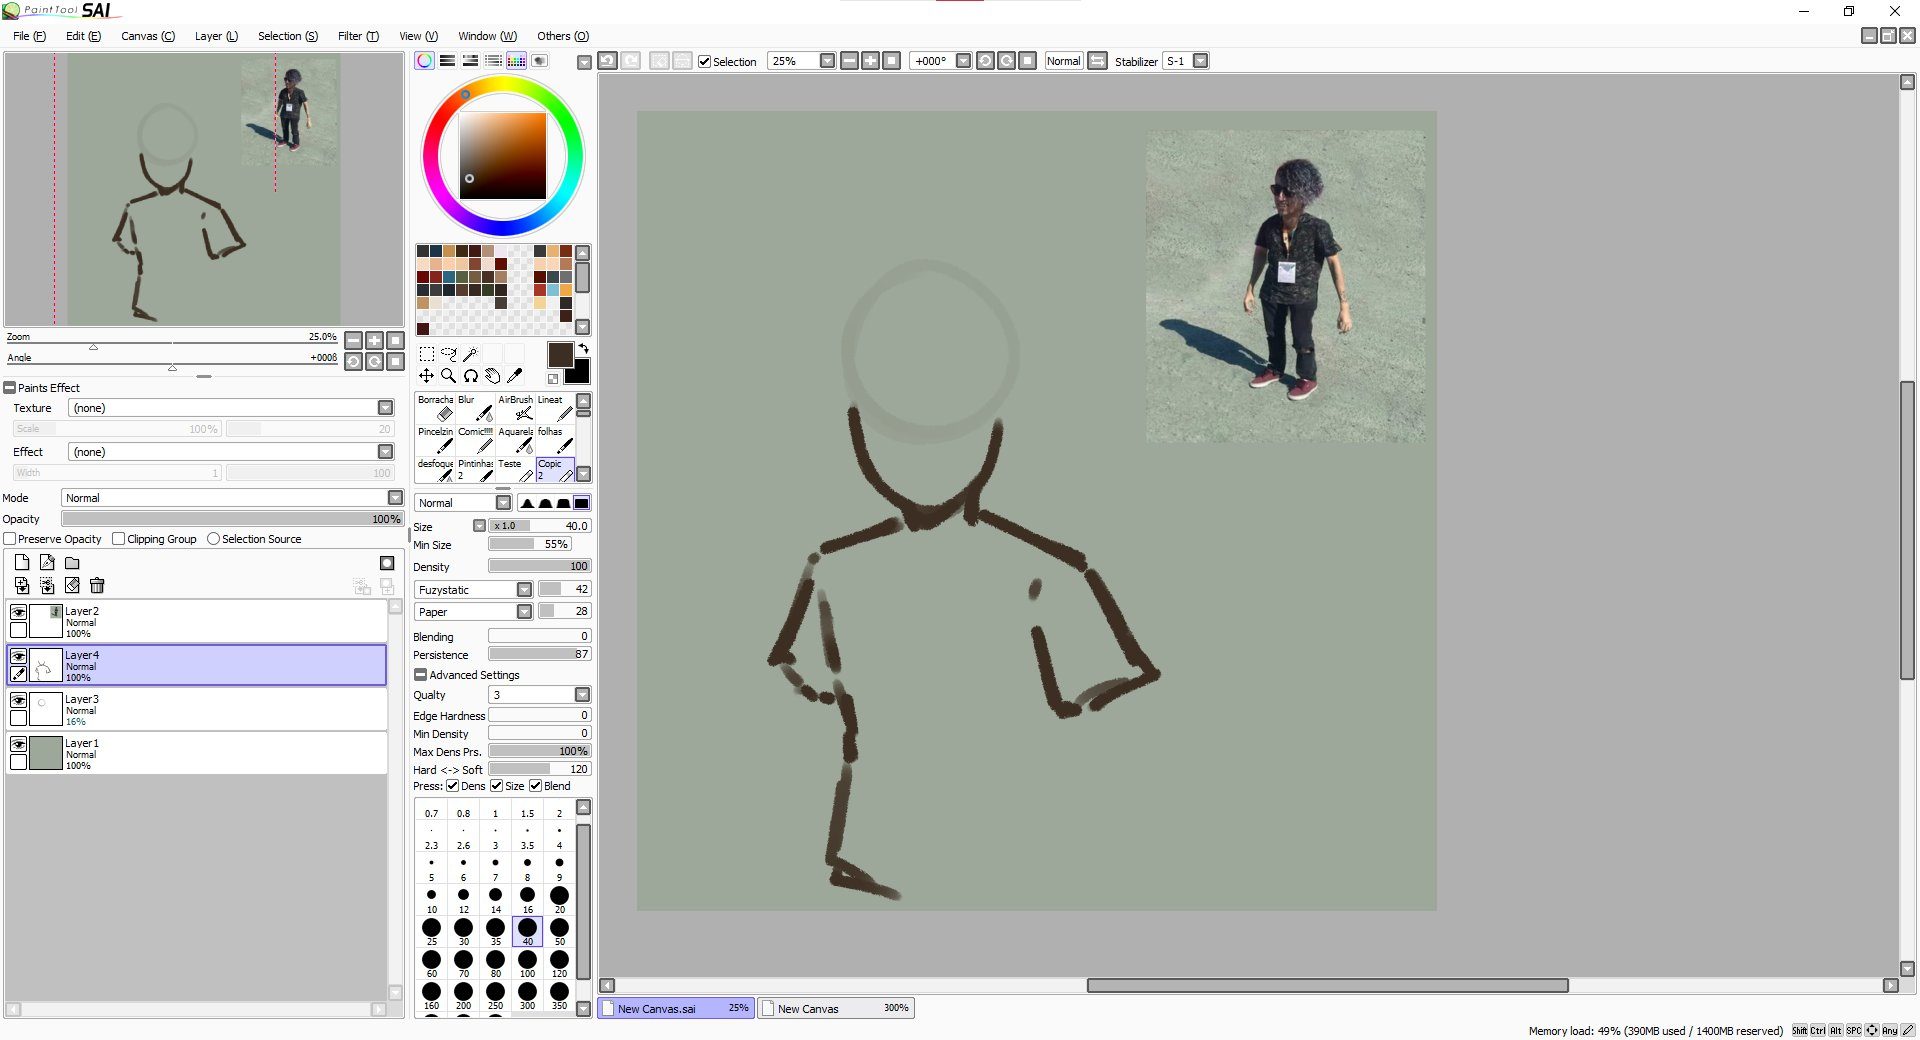 PaintTool SAI
File (F) Edit (E) Canvas (C) Layer (L) Selection (S) Filter (T) View (V) Window (W) Others (O)
Selection 25% +000° Normal Stabilizer S-1
Zoom 25.0%
Angle +000ß
Paints Effect
Texture (none)
Scale 100% 20
Effect (none)
Width 1 100
Mode Normal
Opacity 100%
Preserve Opacity Clipping Group Selection Source
Layer2
Normal
100%
Layer4
Normal
100%
Layer3
Normal
16%
Layer1
Normal
100%
Borracha Blur AirBrush Lineat
Pincelzin Comic!!!! Aquarela folhas
desfoque Pintinhas 2 Teste Copic 2
Normal
Size x 1.0 40.0
Min Size 55%
Density 100
Fuzystatic 42
Paper 28
Blending 0
Persistence 87
Advanced Settings
Qualty 3
Edge Hardness 0
Min Density 0
Max Dens Prs. 100%
Hard <-> Soft 120
Press: Dens Size Blend
0.7 0.8 1 1.5 2
2.3 2.6 3 3.5 4
5 6 7 8 9
10 12 14 16 20
25 30 35 40 50
60 70 80 100 120
160 200 250 300 350
New Canvas.sai 25% New Canvas 300%
Memory load: 49% (390MB used / 1400MB reserved) Shift Ctrl Alt SPC Any